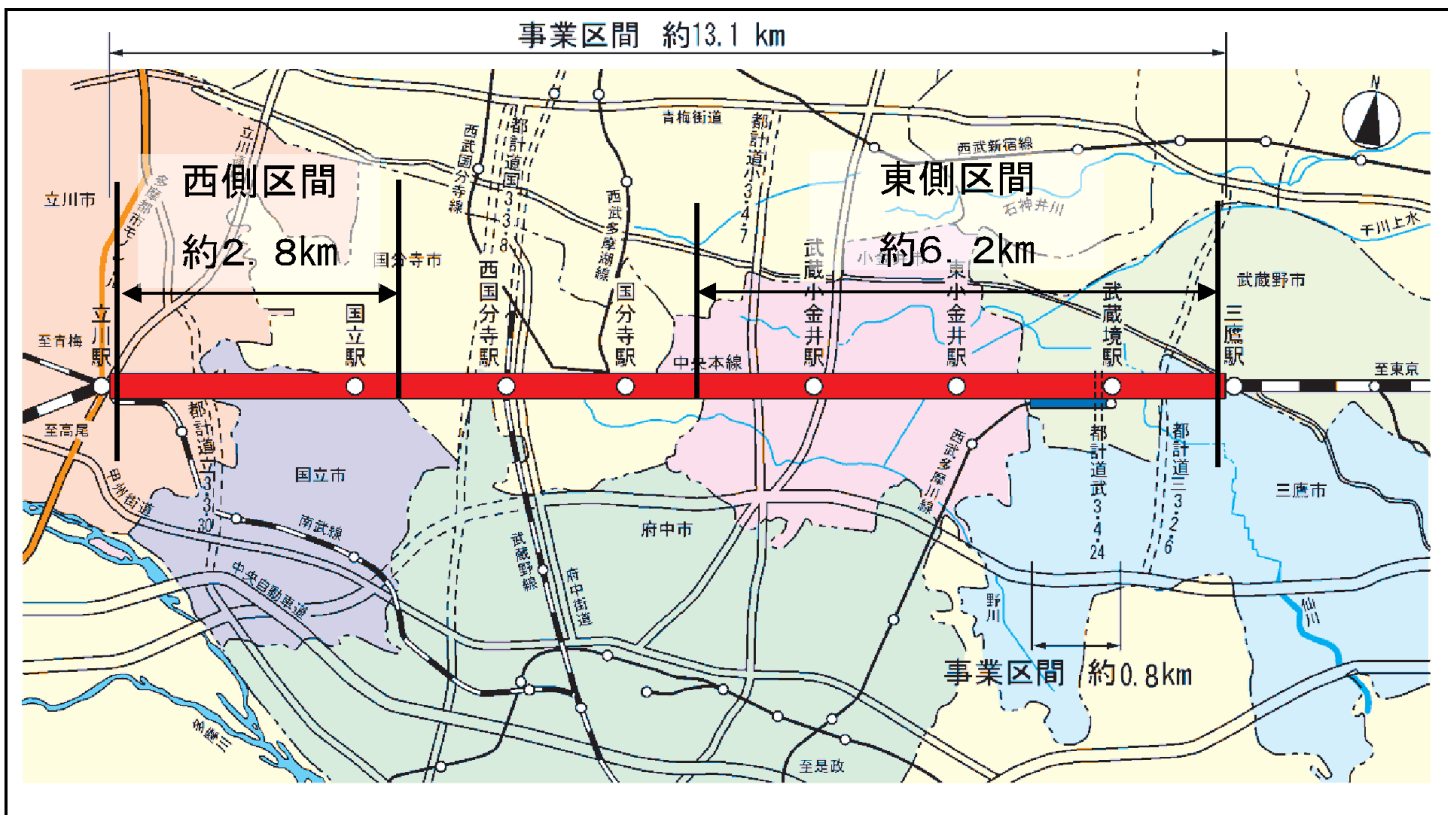 事業区間 約13.1 km
N
青梅街道
西武新宿線
石神井川
千川上水
都計道国3・3・8
都計道小3・4・7
西武国分寺線
西武多摩湖線
西側区間
約2.8km
東側区間
約6.2km
立川市
国分寺市
武蔵野市
立川駅
国立駅
西国分寺駅
国分寺駅
武蔵小金井駅
東小金井駅
武蔵境駅
三鷹駅
中央本線
至青梅
至東京
至高尾
甲州街道
都計道立3・3・30
国立市
南武線
中央自動車道
武蔵野線
府中街道
府中市
西武多摩川線
都計道武3・4・24
都計道三3・2・6
三鷹市
野川
仙川
事業区間 約0.8km
至是政